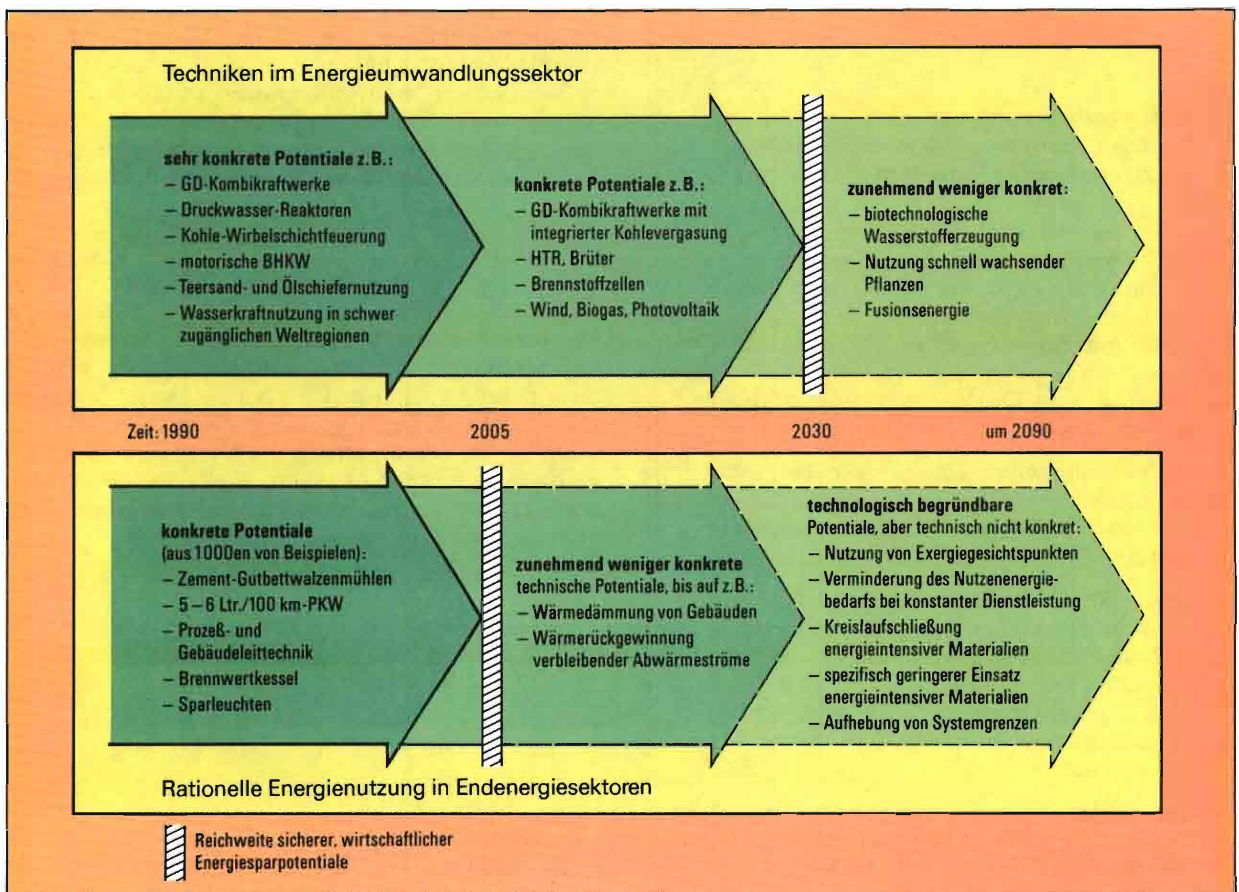 Techniken im Energieumwandlungssektor
sehr konkrete Potentiale z.B.:
– GD-Kombikraftwerke
– Druckwasser-Reaktoren
– Kohle-Wirbelschichtfeuerung
– motorische BHKW
– Teersand- und Ölschiefernutzung
– Wasserkraftnutzung in schwer
zugänglichen Weltregionen
konkrete Potentiale z.B.:
– GD-Kombikraftwerke mit
integrierter Kohlevergasung
– HTR, Brüter
– Brennstoffzellen
– Wind, Biogas, Photovoltaik
zunehmend weniger konkret:
– biotechnologische
Wasserstofferzeugung
– Nutzung schnell wachsender
Pflanzen
– Fusionsenergie
Zeit: 1990 2005 2030 um 2090
konkrete Potentiale
(aus 1000en von Beispielen):
– Zement-Gutbettwalzenmühlen
– 5 – 6 Ltr./100 km-PKW
– Prozeß- und
Gebäudeleittechnik
– Brennwertkessel
– Sparleuchten
zunehmend weniger konkrete
technische Potentiale, bis auf z.B.:
– Wärmedämmung von Gebäuden
– Wärmerückgewinnung
verbleibender Abwärmeströme
technologisch begründbare
Potentiale, aber technisch nicht konkret:
– Nutzung von Exergiegesichtspunkten
– Verminderung des Nutzenergie-
bedarfs bei konstanter Dienstleistung
– Kreislaufschließung
energieintensiver Materialien
– spezifisch geringerer Einsatz
energieintensiver Materialien
– Aufhebung von Systemgrenzen
Rationelle Energienutzung in Endenergiesektoren
Reichweite sicherer, wirtschaftlicher
Energiesparpotentiale